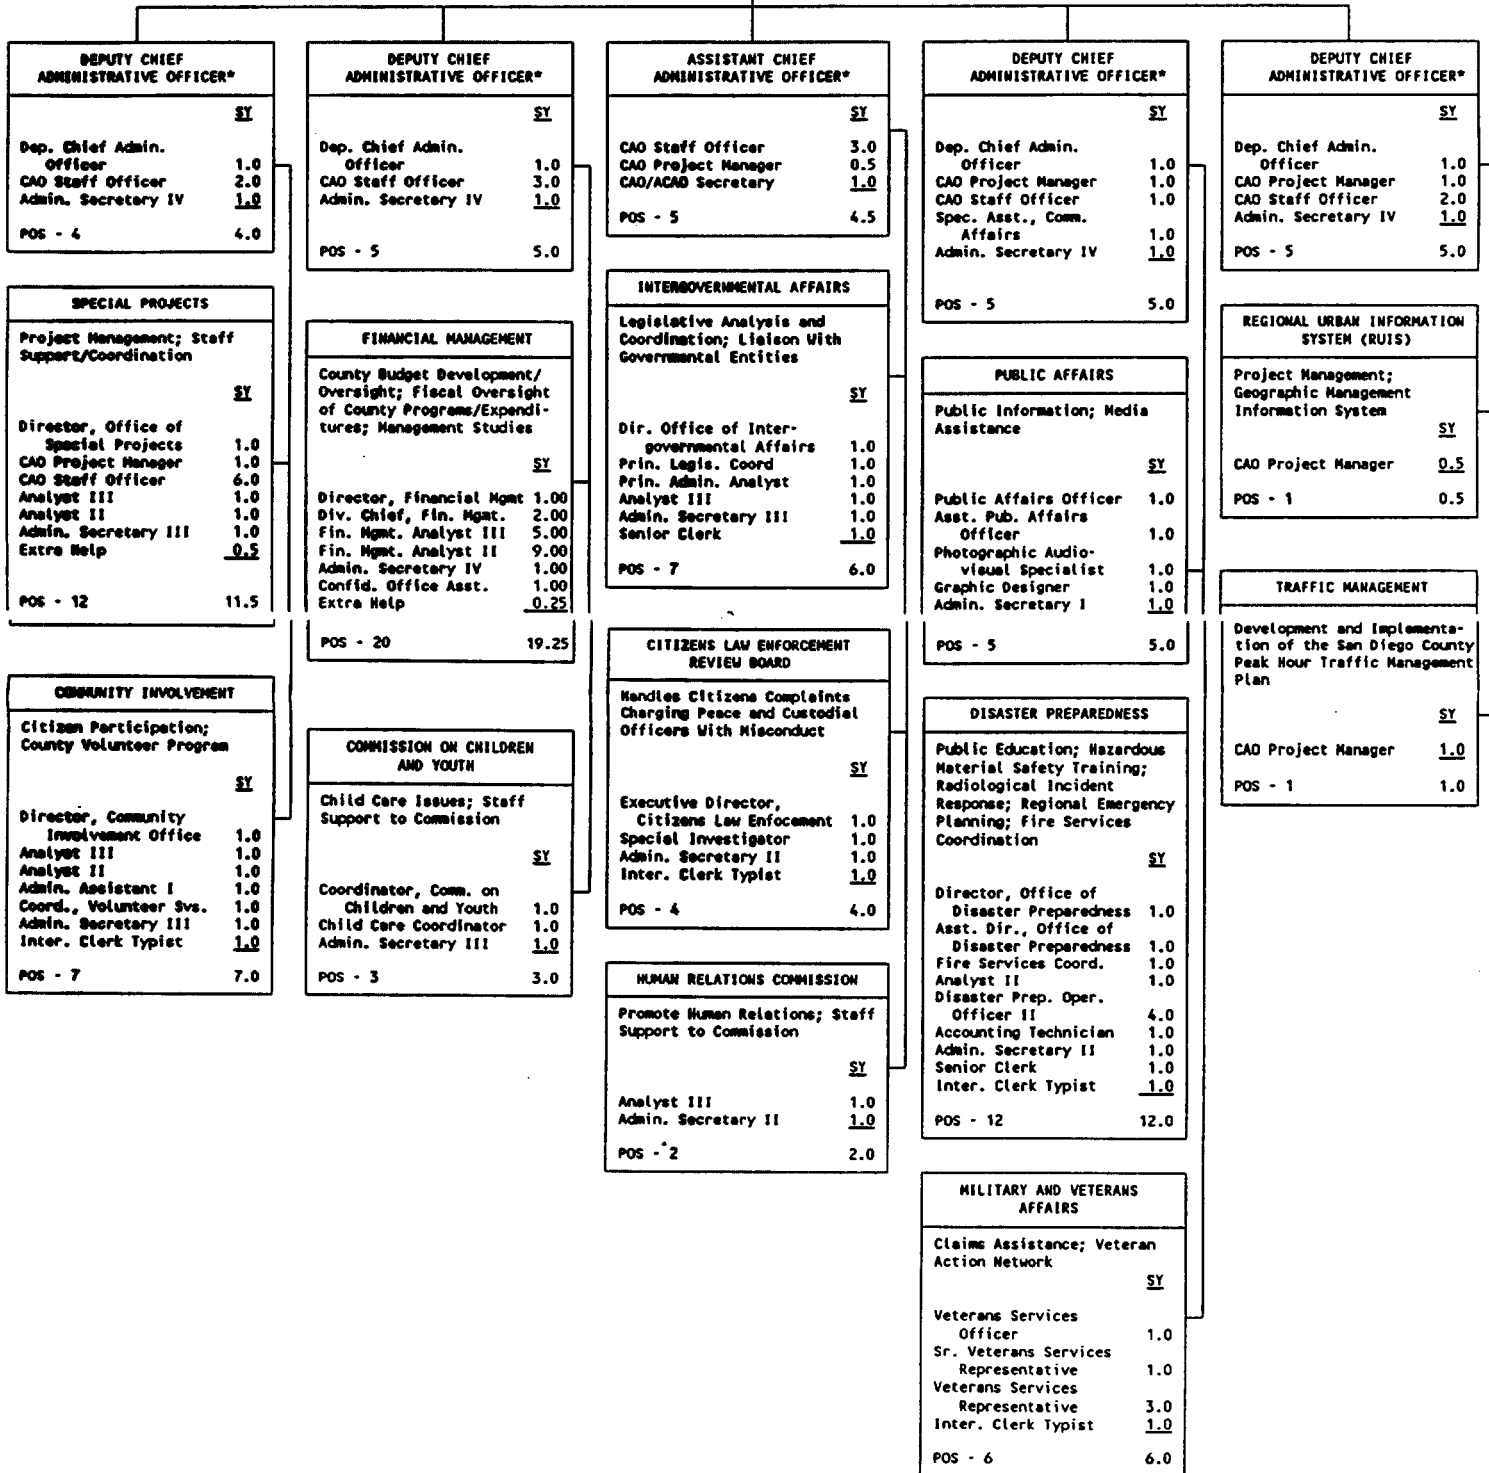 DEPUTY CHIEF
ADMINISTRATIVE OFFICER*
SY
Dep. Chief Admin.
Officer 1.0
CAO Staff Officer 2.0
Admin. Secretary IV 1.0
POS - 4 4.0
SPECIAL PROJECTS
Project Management; Staff
Support/Coordination
SY
Director, Office of
Special Projects 1.0
CAO Project Manager 1.0
CAO Staff Officer 6.0
Analyst III 1.0
Analyst II 1.0
Admin. Secretary III 1.0
Extra Help 0.5
POS - 12 11.5
COMMUNITY INVOLVEMENT
Citizen Participation;
County Volunteer Program
SY
Director, Community
Involvement Office 1.0
Analyst III 1.0
Analyst II 1.0
Admin. Assistant I 1.0
Coord., Volunteer Svs. 1.0
Admin. Secretary III 1.0
Inter. Clerk Typist 1.0
POS - 7 7.0
DEPUTY CHIEF
ADMINISTRATIVE OFFICER*
SY
Dep. Chief Admin.
Officer 1.0
CAO Staff Officer 3.0
Admin. Secretary IV 1.0
POS - 5 5.0
FINANCIAL MANAGEMENT
County Budget Development/
Oversight; Fiscal Oversight
of County Programs/Expendi-
tures; Management Studies
SY
Director, Financial Mgmt 1.00
Div. Chief, Fin. Mgmt. 2.00
Fin. Mgmt. Analyst III 5.00
Fin. Mgmt. Analyst II 9.00
Admin. Secretary IV 1.00
Confid. Office Asst. 1.00
Extra Help 0.25
POS - 20 19.25
COMMISSION ON CHILDREN
AND YOUTH
Child Care Issues; Staff
Support to Commission
SY
Coordinator, Comm. on
Children and Youth 1.0
Child Care Coordinator 1.0
Admin. Secretary III 1.0
POS - 3 3.0
ASSISTANT CHIEF
ADMINISTRATIVE OFFICER*
SY
CAO Staff Officer 3.0
CAO Project Manager 0.5
CAO/ACAO Secretary 1.0
POS - 5 4.5
INTERGOVERNMENTAL AFFAIRS
Legislative Analysis and
Coordination; Liaison With
Governmental Entities
SY
Dir. Office of Inter-
governmental Affairs 1.0
Prin. Legis. Coord 1.0
Prin. Admin. Analyst 1.0
Analyst III 1.0
Admin. Secretary III 1.0
Senior Clerk 1.0
POS - 7 6.0
CITIZENS LAW ENFORCEMENT
REVIEW BOARD
Handles Citizens Complaints
Charging Peace and Custodial
Officers With Misconduct
SY
Executive Director,
Citizens Law Enfocement 1.0
Special Investigator 1.0
Admin. Secretary II 1.0
Inter. Clerk Typist 1.0
POS - 4 4.0
HUMAN RELATIONS COMMISSION
Promote Human Relations; Staff
Support to Commission
SY
Analyst III 1.0
Admin. Secretary II 1.0
POS - 2 2.0
DEPUTY CHIEF
ADMINISTRATIVE OFFICER*
SY
Dep. Chief Admin.
Officer 1.0
CAO Project Manager 1.0
CAO Staff Officer 1.0
Spec. Asst., Comm.
Affairs 1.0
Admin. Secretary IV 1.0
POS - 5 5.0
PUBLIC AFFAIRS
Public Information; Media
Assistance
SY
Public Affairs Officer 1.0
Asst. Pub. Affairs
Officer 1.0
Photographic Audio-
visual Specialist 1.0
Graphic Designer 1.0
Admin. Secretary I 1.0
POS - 5 5.0
DISASTER PREPAREDNESS
Public Education; Hazardous
Material Safety Training;
Radiological Incident
Response; Regional Emergency
Planning; Fire Services
Coordination
SY
Director, Office of
Disaster Preparedness 1.0
Asst. Dir., Office of
Disaster Preparedness 1.0
Fire Services Coord. 1.0
Analyst II 1.0
Disaster Prep. Oper.
Officer II 4.0
Accounting Technician 1.0
Admin. Secretary II 1.0
Senior Clerk 1.0
Inter. Clerk Typist 1.0
POS - 12 12.0
MILITARY AND VETERANS
AFFAIRS
Claims Assistance; Veteran
Action Network
SY
Veterans Services
Officer 1.0
Sr. Veterans Services
Representative 1.0
Veterans Services
Representative 3.0
Inter. Clerk Typist 1.0
POS - 6 6.0
DEPUTY CHIEF
ADMINISTRATIVE OFFICER*
SY
Dep. Chief Admin.
Officer 1.0
CAO Project Manager 1.0
CAO Staff Officer 2.0
Admin. Secretary IV 1.0
POS - 5 5.0
REGIONAL URBAN INFORMATION
SYSTEM (RUIS)
Project Management;
Geographic Management
Information System
SY
CAO Project Manager 0.5
POS - 1 0.5
TRAFFIC MANAGEMENT
Development and Implementa-
tion of the San Diego County
Peak Hour Traffic Management
Plan
SY
CAO Project Manager 1.0
POS - 1 1.0